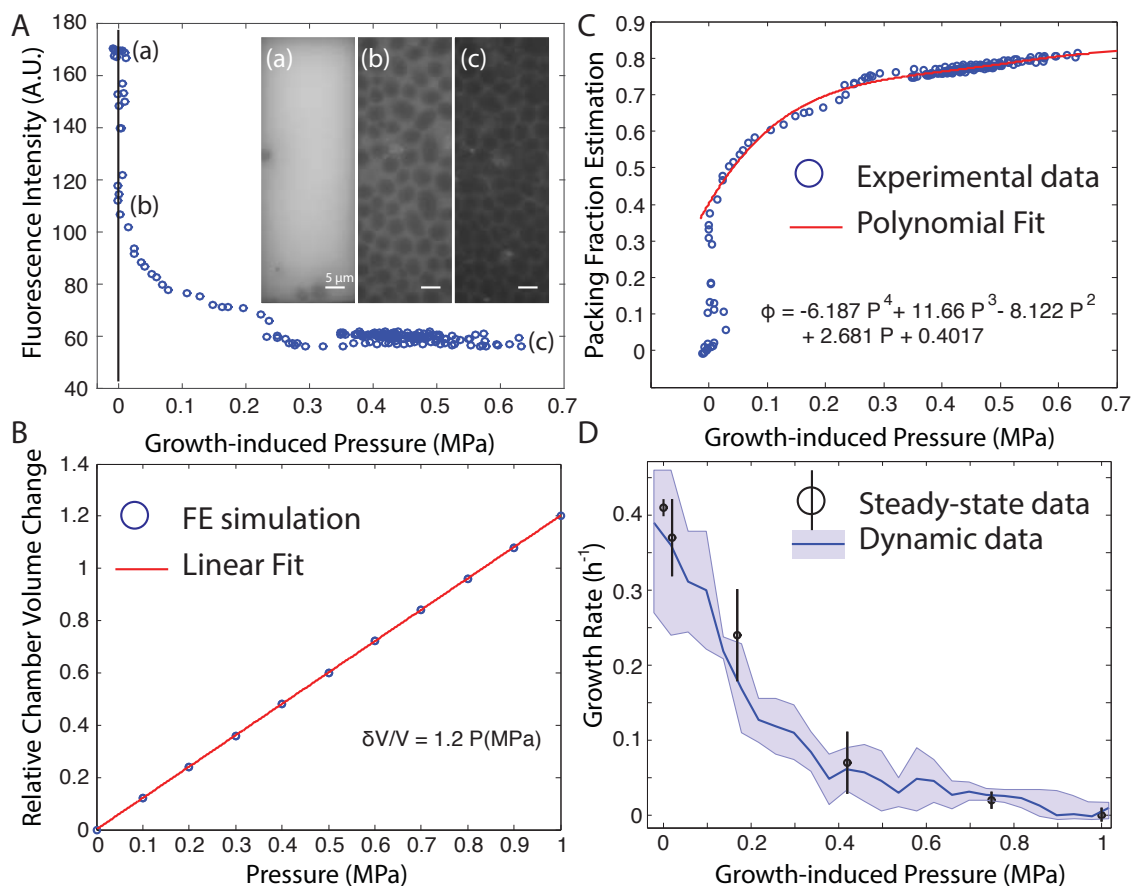 A
Fluorescence Intensity (A.U.)
180
160
140
120
100
80
60
40
(a)
(b)
(c)
(a)
(b)
(c)
5 μm
0
0.1
0.2
0.3
0.4
0.5
0.6
0.7
Growth-induced Pressure (MPa)
C
Packing Fraction Estimation
0.9
0.8
0.7
0.6
0.5
0.4
0.3
0.2
0.1
0
Experimental data
Polynomial Fit
ϕ = -6.187 P⁴ + 11.66 P³ - 8.122 P²
+ 2.681 P + 0.4017
0
0.1
0.2
0.3
0.4
0.5
0.6
0.7
Growth-induced Pressure (MPa)
B
Relative Chamber Volume Change
1.4
1.2
1.0
0.8
0.6
0.4
0.2
0
FE simulation
Linear Fit
δV/V = 1.2 P(MPa)
0
0.1
0.2
0.3
0.4
0.5
0.6
0.7
0.8
0.9
1
Pressure (MPa)
D
Growth Rate (h⁻¹)
0.4
0.3
0.2
0.1
0
Steady-state data
Dynamic data
0
0.2
0.4
0.6
0.8
1
Growth-induced Pressure (MPa)